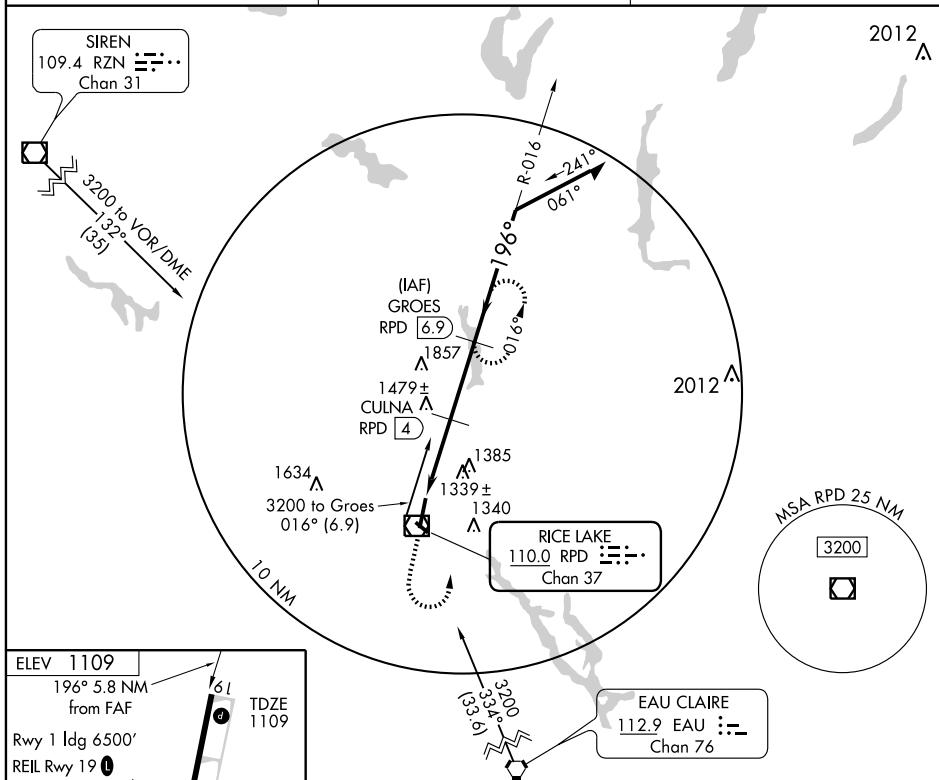 SIREN
109.4 RZN
Chan 31
2012
3200 to VOR/DME
132°
(35)
R-016
241°
061°
196°
(IAF)
GROES
RPD 6.9
016°
1857
1479±
CULNA
RPD 4
2012
1634
1385
1339±
1340
3200 to Groes
016° (6.9)
RICE LAKE
110.0 RPD
Chan 37
MSA RPD 25 NM
3200
10 NM
3200
334°
(33.6)
EAU CLAIRE
112.9 EAU
Chan 76
ELEV 1109
196° 5.8 NM
from FAF
19
P
TDZE
1109
Rwy 1 ldg 6500'
REIL Rwy 19 L